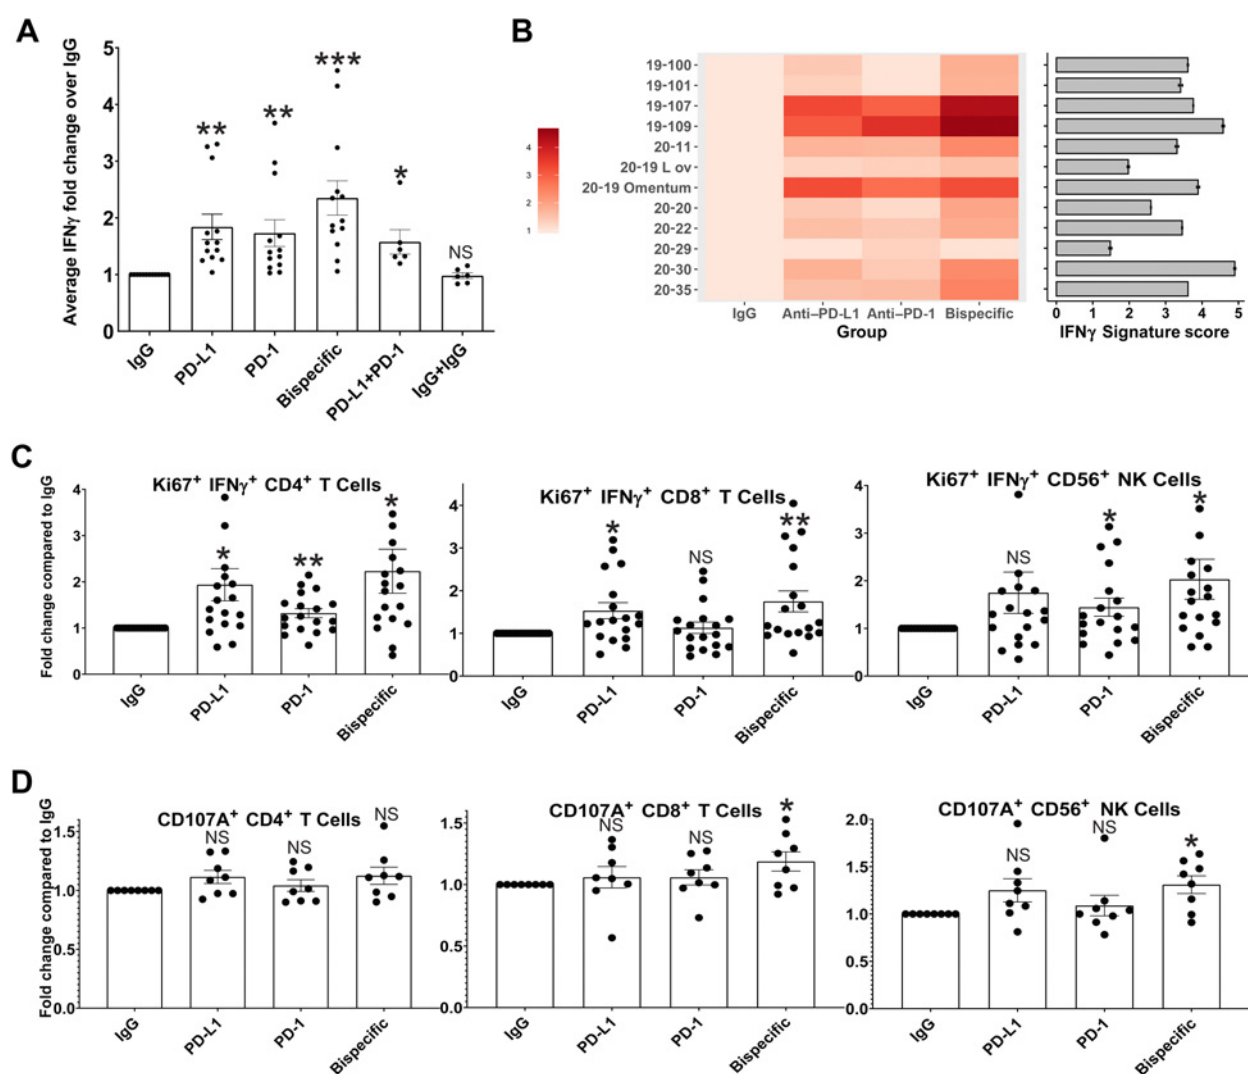 A
Average IFNγ fold change over IgG
5
4
3
2
1
0
**
**
***
*
NS
IgG
PD-L1
PD-1
Bispecific
PD-L1+PD-1
IgG+IgG
B
4
3
2
1
19-100
19-101
19-107
19-109
20-11
20-19 L ov
20-19 Omentum
20-20
20-22
20-29
20-30
20-35
IgG
Anti–PD-L1
Anti–PD-1
Bispecific
Group
0
1
2
3
4
5
IFNγ Signature score
C
Fold change compared to IgG
Ki67+ IFNγ+ CD4+ T Cells
4
3
2
1
0
*
**
*
IgG
PD-L1
PD-1
Bispecific
Ki67+ IFNγ+ CD8+ T Cells
4
3
2
1
0
*
NS
**
IgG
PD-L1
PD-1
Bispecific
Ki67+ IFNγ+ CD56+ NK Cells
4
3
2
1
0
NS
*
*
IgG
PD-L1
PD-1
Bispecific
D
Fold change compared to IgG
CD107A+ CD4+ T Cells
1.5
1.0
0.5
0.0
NS
NS
NS
IgG
PD-L1
PD-1
Bispecific
CD107A+ CD8+ T Cells
1.5
1.0
0.5
0.0
NS
NS
*
IgG
PD-L1
PD-1
Bispecific
CD107A+ CD56+ NK Cells
2.0
1.5
1.0
0.5
0.0
NS
NS
*
IgG
PD-L1
PD-1
Bispecific